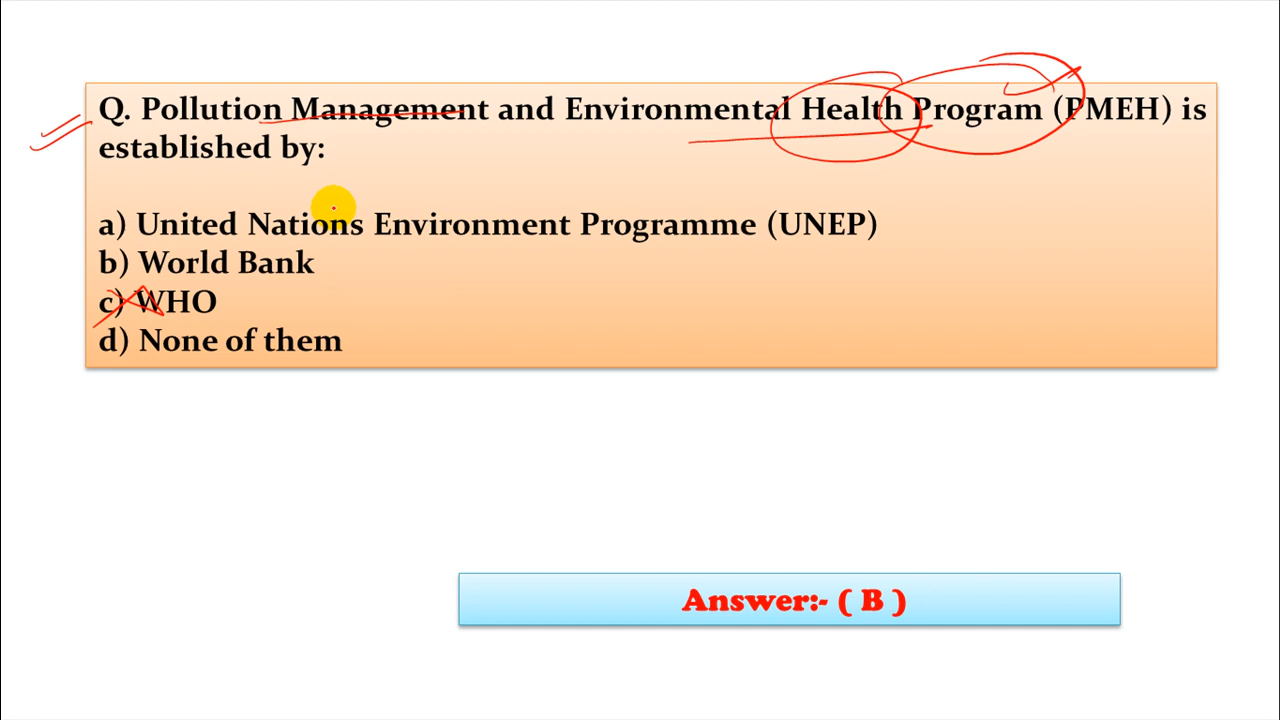 Q. Pollution Management and Environmental Health Program (PMEH) is
established by:
a) United Nations Environment Programme (UNEP)
b) World Bank
c) WHO
d) None of them
Answer:- ( B )